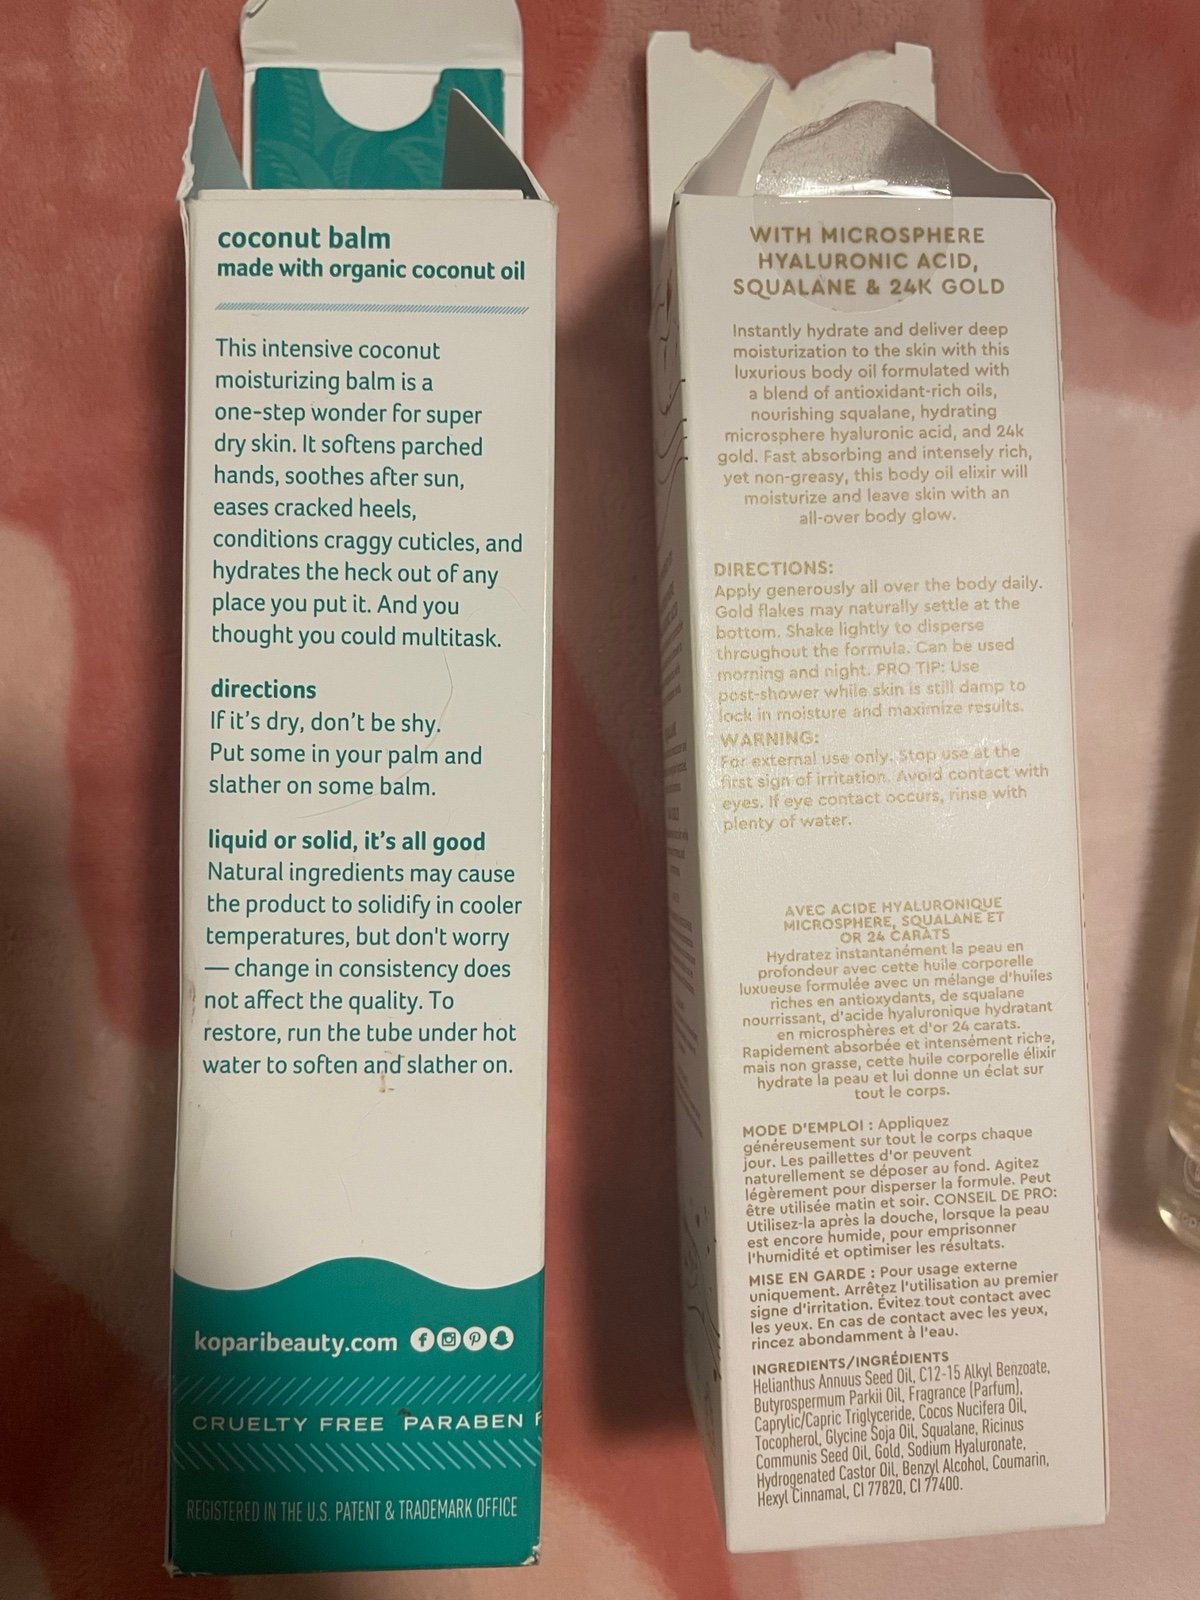 coconut balm
made with organic coconut oil
This intensive coconut
moisturizing balm is a
one-step wonder for super
dry skin. It softens parched
hands, soothes after sun,
eases cracked heels,
conditions craggy cuticles, and
hydrates the heck out of any
place you put it. And you
thought you could multitask.
directions
If it's dry, don't be shy.
Put some in your palm and
slather on some balm.
liquid or solid, it's all good
Natural ingredients may cause
the product to solidify in cooler
temperatures, but don't worry
— change in consistency does
not affect the quality. To
restore, run the tube under hot
water to soften and slather on.
koparibeauty.com
CRUELTY FREE PARABEN
REGISTERED IN THE U.S. PATENT & TRADEMARK OFFICE
WITH MICROSPHERE
HYALURONIC ACID,
SQUALANE & 24K GOLD
Instantly hydrate and deliver deep
moisturization to the skin with this
luxurious body oil formulated with
a blend of antioxidant-rich oils,
nourishing squalane, hydrating
microsphere hyaluronic acid, and 24k
gold. Fast absorbing and intensely rich,
yet non-greasy, this body oil elixir will
moisturize and leave skin with an
all-over body glow.
DIRECTIONS:
Apply generously all over the body daily.
Gold flakes may naturally settle at the
bottom. Shake lightly to disperse
throughout the formula. Can be used
morning and night. PRO TIP: Use
post-shower while skin is still damp to
lock in moisture and maximize results.
WARNING:
For external use only. Stop use at the
first sign of irritation. Avoid contact with
eyes. If eye contact occurs, rinse with
plenty of water.
AVEC ACIDE HYALURONIQUE
MICROSPHERE, SQUALANE ET
OR 24 CARATS
Hydratez instantanément la peau en
profondeur avec cette huile corporelle
luxueuse formulée avec un mélange d'huiles
riches en antioxydants, de squalane
nourrissant, d'acide hyaluronique hydratant
en microsphères et d'or 24 carats.
Rapidement absorbée et intensément riche,
mais non grasse, cette huile corporelle élixir
hydrate la peau et lui donne un éclat sur
tout le corps.
MODE D'EMPLOI : Appliquez
généreusement sur tout le corps chaque
jour. Les paillettes d'or peuvent
naturellement se déposer au fond. Agitez
légèrement pour disperser la formule. Peut
être utilisée matin et soir. CONSEIL DE PRO:
Utilisez-la après la douche, lorsque la peau
est encore humide, pour emprisonner
l'humidité et optimiser les résultats.
MISE EN GARDE : Pour usage externe
uniquement. Arrêtez l'utilisation au premier
signe d'irritation. Évitez tout contact avec
les yeux. En cas de contact avec les yeux,
rincez abondamment à l'eau.
INGREDIENTS/INGRÉDIENTS
Helianthus Annuus Seed Oil, C12-15 Alkyl Benzoate,
Butyrospermum Parkii Oil, Fragrance (Parfum),
Caprylic/Capric Triglyceride, Cocos Nucifera Oil,
Tocopherol, Glycine Soja Oil, Squalane, Ricinus
Communis Seed Oil, Gold, Sodium Hyaluronate,
Hydrogenated Castor Oil, Benzyl Alcohol, Coumarin,
Hexyl Cinnamal, CI 77820, CI 77400.